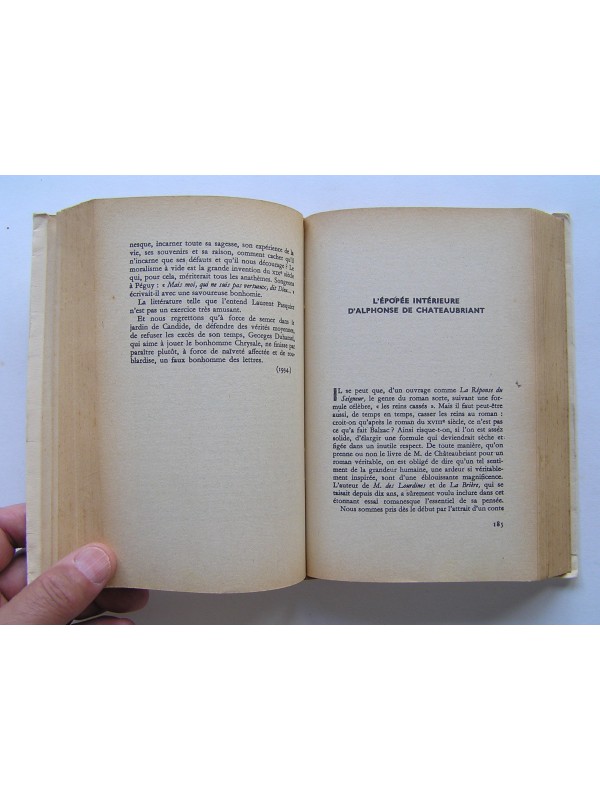 nesque, incarner toute sa sagesse, son expérience de la
vie, ses souvenirs et sa raison, comment cacher qu'il
n'incarne que ses défauts et qu'il nous décourage ? Le
moralisme à vide est la grande invention du XIXe siècle
qui, pour cela, mériterait tous les anathèmes. Songeons
à Péguy : « Mais moi, qui ne suis pas vertueux, dit Dieu... »
écrivait-il avec une savoureuse bonhomie.
La littérature telle que l'entend Laurent Pasquier
n'est pas un exercice très amusant.
Et nous regrettons qu'à force de semer dans le
jardin de Candide, de défendre des vérités moyennes,
de refuser les excès de son temps, Georges Duhamel,
qui aime à jouer le bonhomme Chrysale, ne finisse par
paraître plutôt, à force de naïveté affectée et de rou-
blardise, un faux bonhomme des lettres.
(1934.)
L'ÉPOPÉE INTÉRIEURE
D'ALPHONSE DE CHATEAUBRIANT
IL se peut que, d'un ouvrage comme La Réponse du
Seigneur, le genre du roman sorte, suivant une for-
mule célèbre, « les reins cassés ». Mais il faut peut-être
aussi, de temps en temps, casser les reins au roman :
croit-on qu'après le roman du XVIIIe siècle, ce n'est pas
ce qu'a fait Balzac ? Ainsi risque-t-on, si l'on est assez
solide, d'élargir une formule qui deviendrait sèche et
figée dans un inutile respect. De toute manière, qu'on
prenne ou non le livre de M. de Châteaubriant pour un
roman véritable, on est obligé de dire qu'un tel senti-
ment de la grandeur humaine, une ardeur si véritable-
ment inspirée, sont d'une éblouissante magnificence.
L'auteur de M. des Lourdines et de La Brière, qui se
taisait depuis dix ans, a sûrement voulu inclure dans cet
étonnant essai romanesque l'essentiel de sa pensée.
Nous sommes pris dès le début par l'attrait d'un conte
185